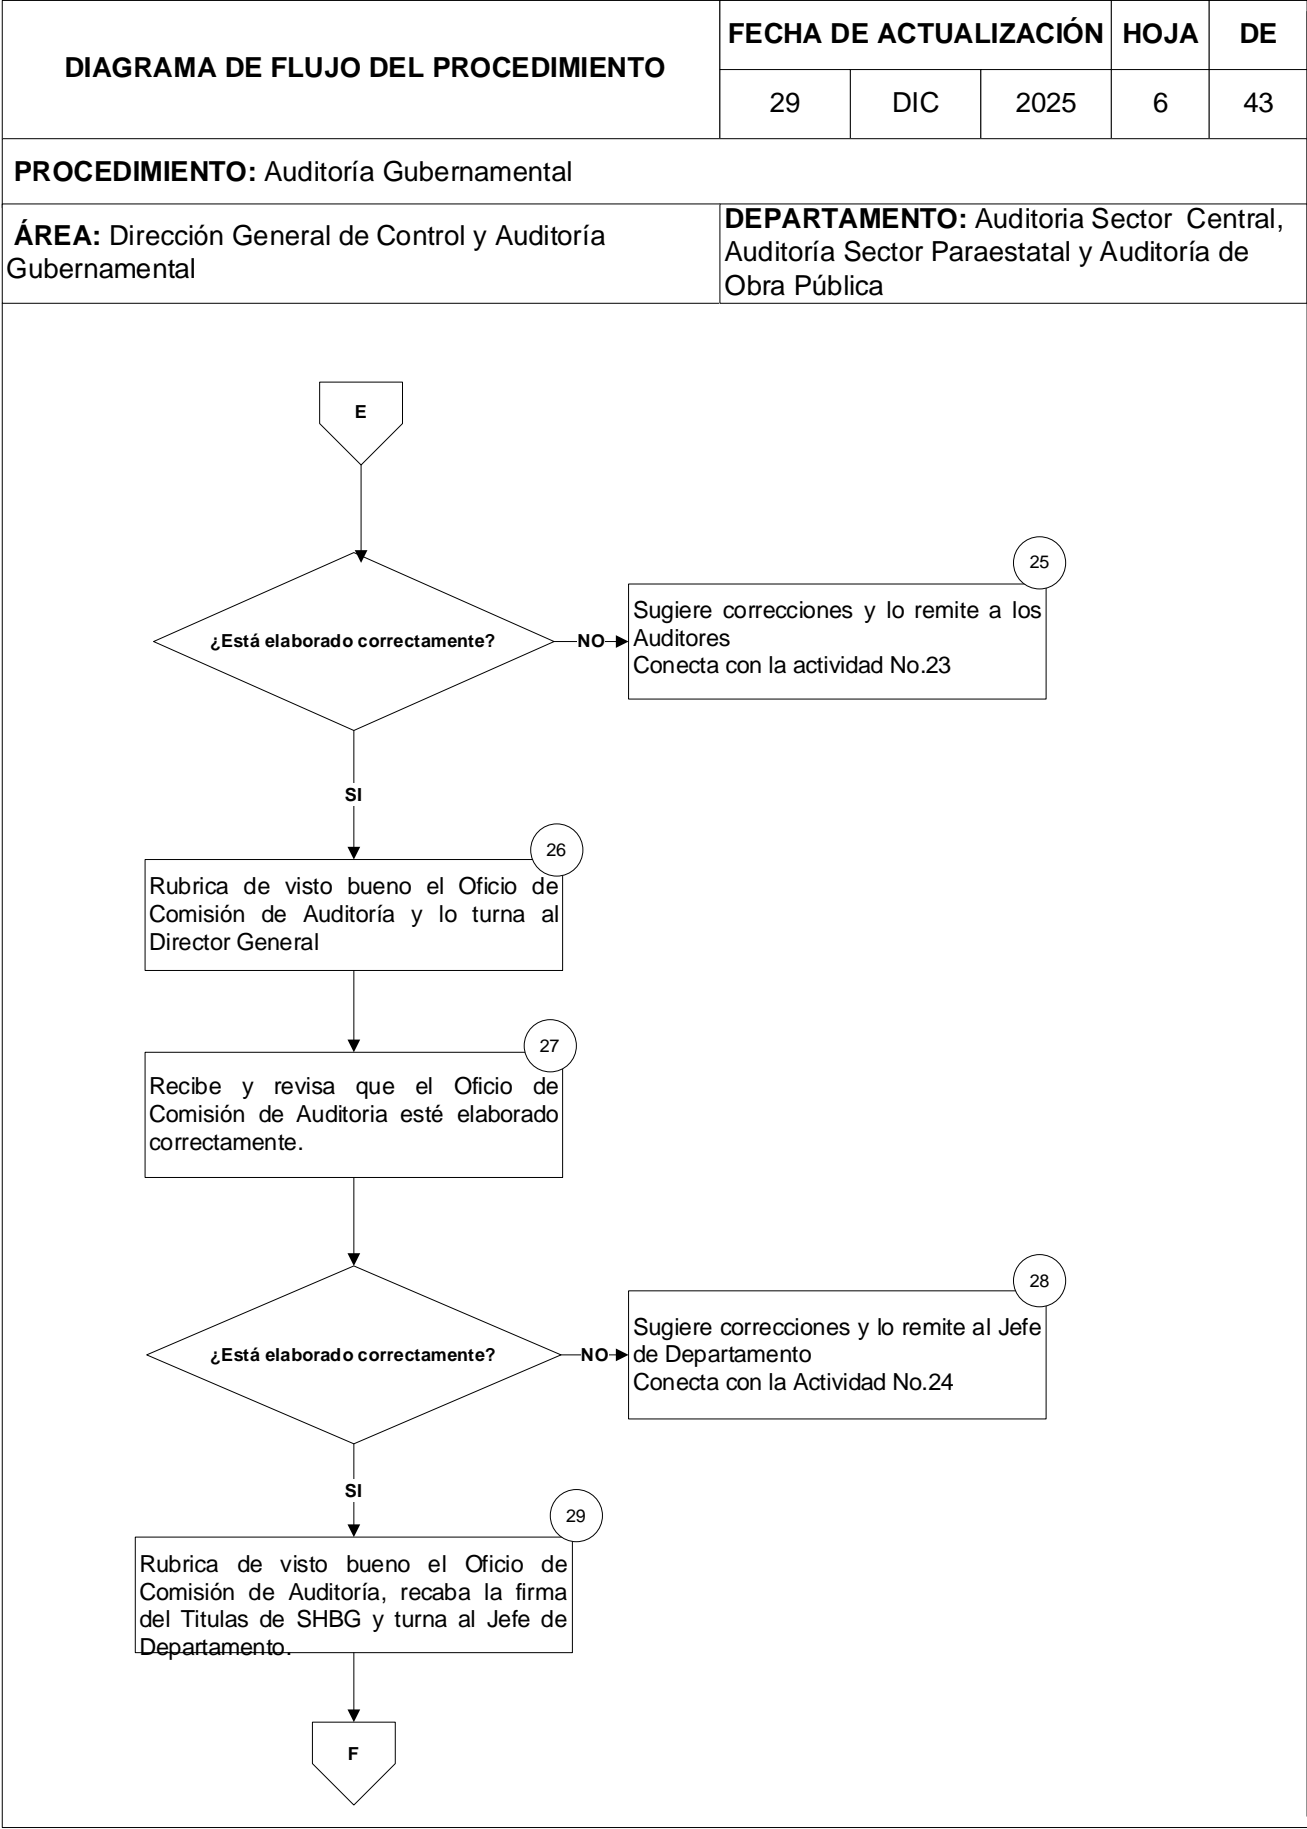 DIAGRAMA DE FLUJO DEL PROCEDIMIENTO
FECHA DE ACTUALIZACIÓN HOJA DE
29 DIC 2025 6 43
PROCEDIMIENTO: Auditoría Gubernamental
ÁREA: Dirección General de Control y Auditoría
Gubernamental
DEPARTAMENTO: Auditoria Sector Central,
Auditoría Sector Paraestatal y Auditoría de
Obra Pública
E
¿Está elaborado correctamente?
NO
25
Sugiere correcciones y lo remite a los
Auditores
Conecta con la actividad No.23
SI
26
Rubrica de visto bueno el Oficio de
Comisión de Auditoría y lo turna al
Director General
27
Recibe y revisa que el Oficio de
Comisión de Auditoria esté elaborado
correctamente.
¿Está elaborado correctamente?
NO
28
Sugiere correcciones y lo remite al Jefe
de Departamento
Conecta con la Actividad No.24
SI
29
Rubrica de visto bueno el Oficio de
Comisión de Auditoría, recaba la firma
del Titulas de SHBG y turna al Jefe de
Departamento.
F